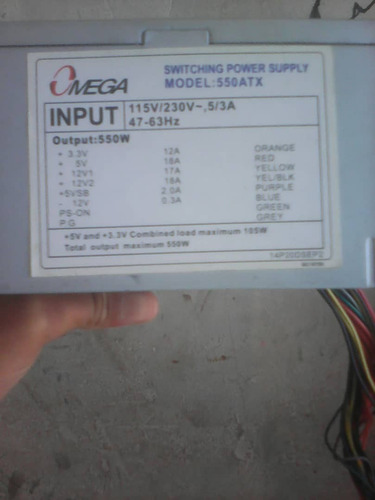 OMEGA
SWITCHING POWER SUPPLY
MODEL:550ATX
INPUT
115V/230V~,5/3A
47-63Hz
Output:550W
+ 3.3V 12A ORANGE
+ 5V 16A RED
+ 12V1 17A YELLOW
+ 12V2 16A YEL/BLK
+5VSB 2.0A PURPLE
- 12V 0.3A BLUE
PS-ON GREEN
P.G GREY
+5V and +3.3V Combined load maximum 105W
Total output maximum 550W